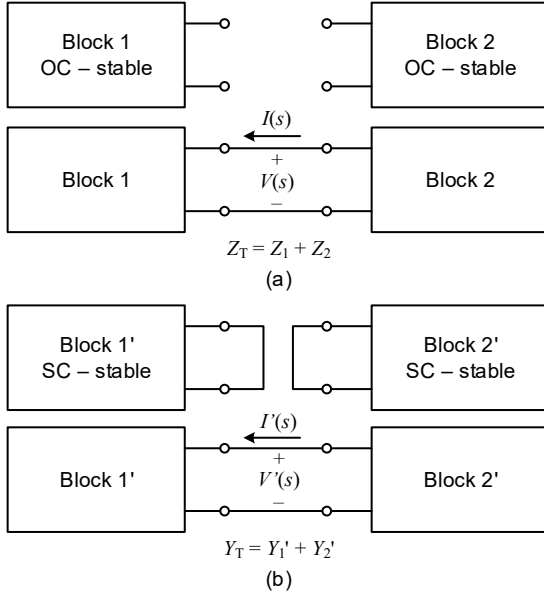 Block 1
OC – stable
Block 2
OC – stable
I(s)
Block 1
+
V(s)
–
Block 2
Z_T = Z_1 + Z_2
(a)
Block 1'
SC – stable
Block 2'
SC – stable
I'(s)
Block 1'
+
V'(s)
–
Block 2'
Y_T = Y_1' + Y_2'
(b)